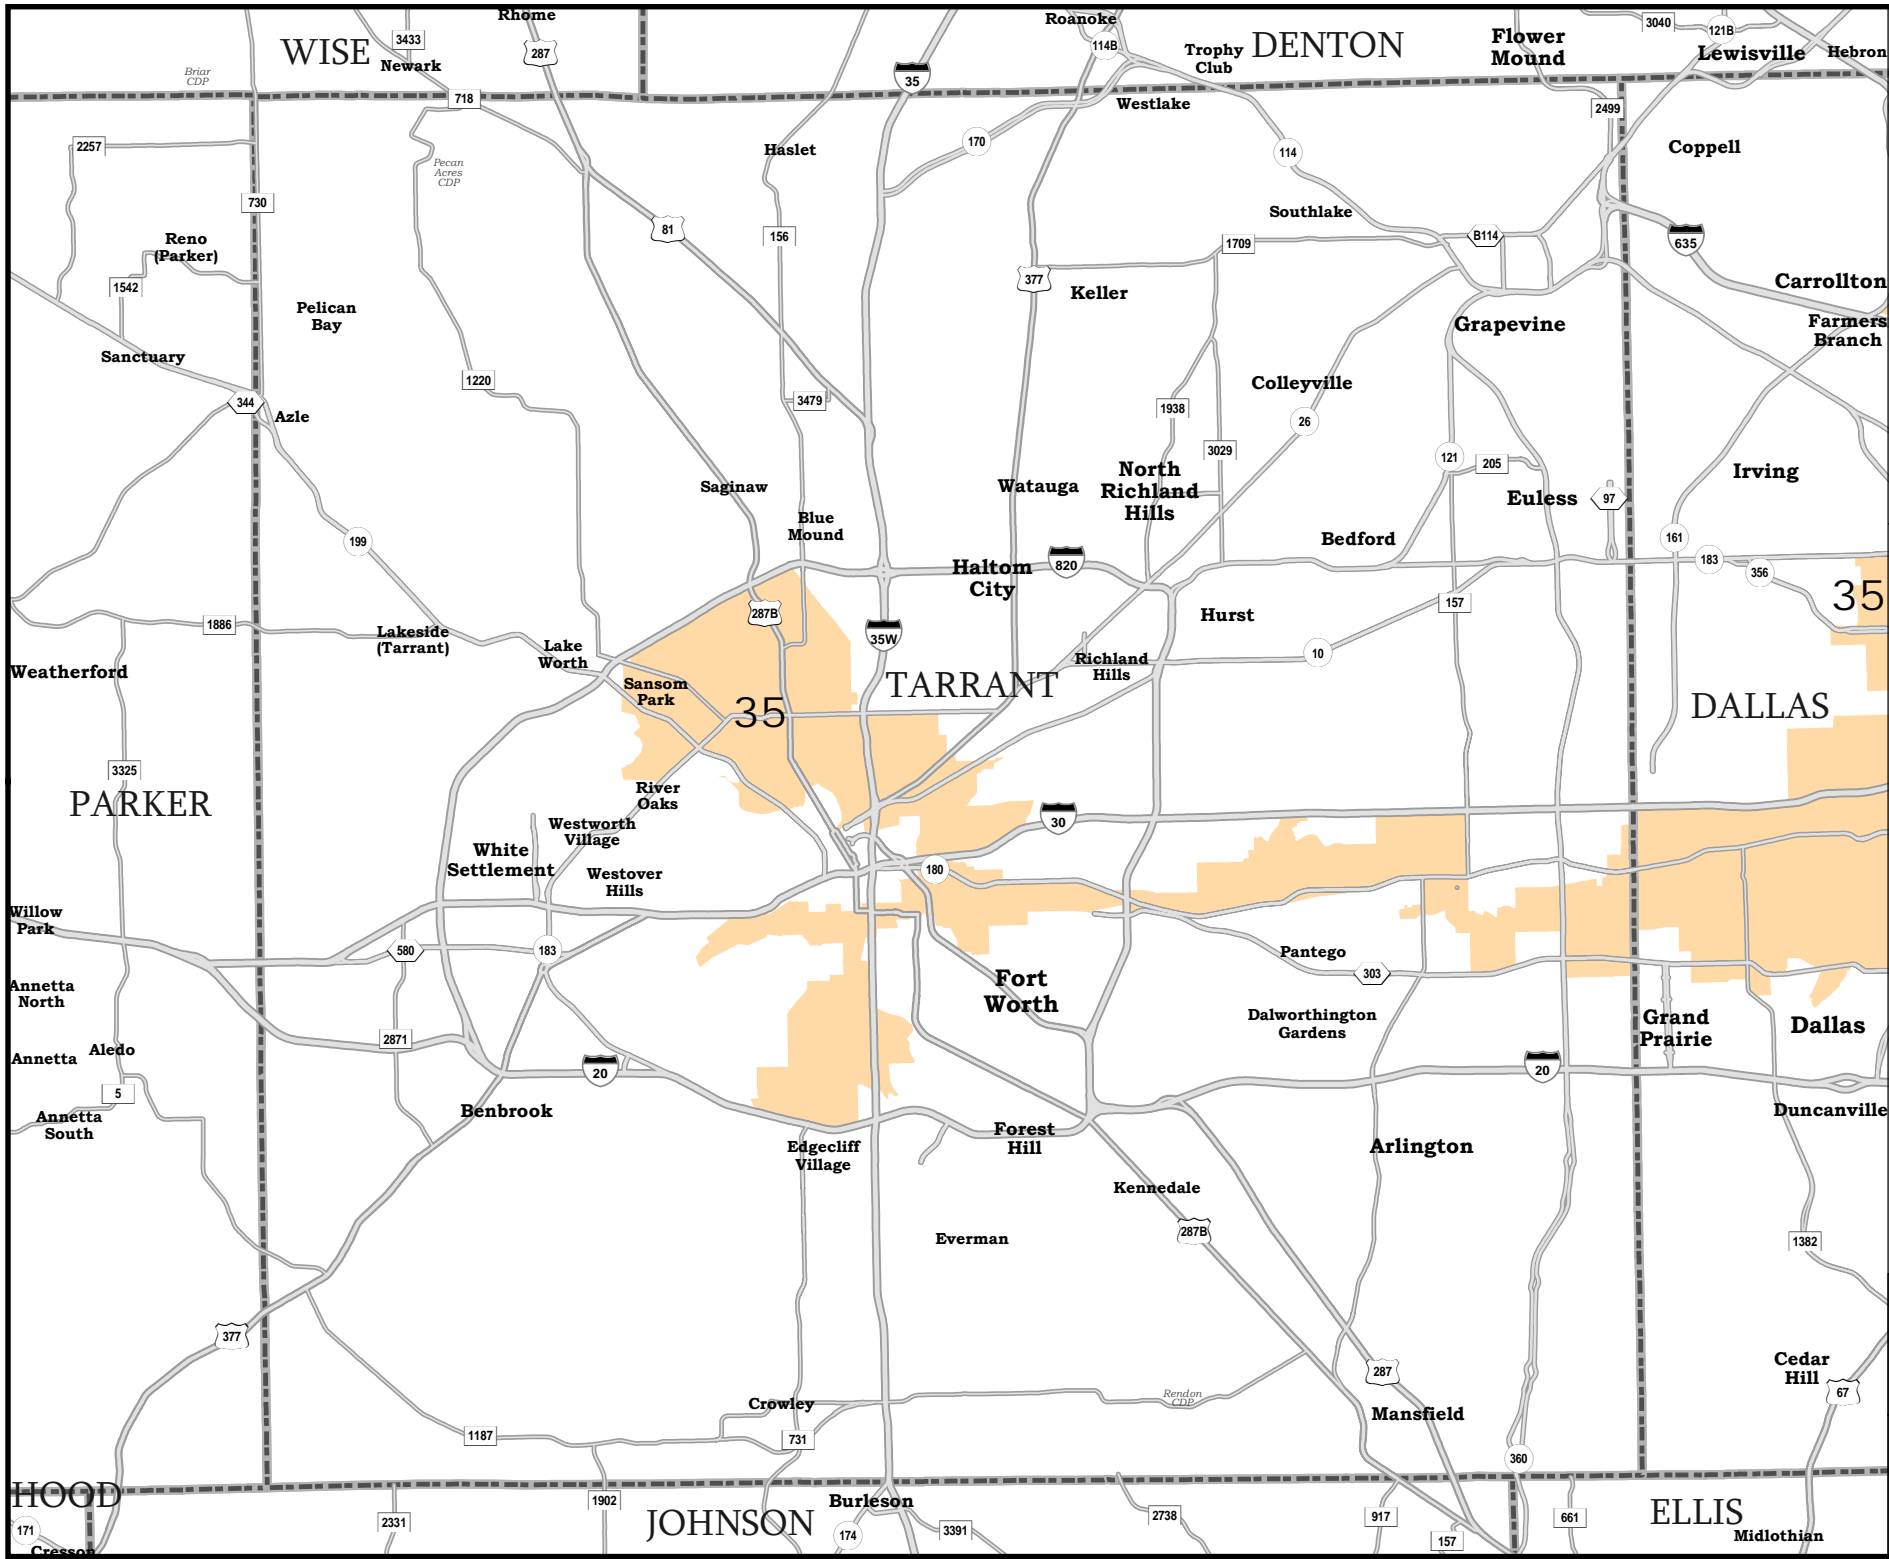 Rhome
Roanoke
3040
121B
3433
WISE
287
114B
Trophy
Club
DENTON
Flower
Mound
Lewisville
Hebron
Newark
Briar
CDP
35
718
Westlake
2499
2257
170
Haslet
114
Coppell
Pecan
Acres
CDP
730
Southlake
81
156
1709
B114
635
Reno
(Parker)
1542
377
Keller
Carrollton
Pelican
Bay
Grapevine
Farmers
Branch
Sanctuary
1220
Colleyville
344
3479
1938
26
Azle
3029
121
205
North
Richland
Hills
Irving
Saginaw
Watauga
Euless
97
Blue
Mound
199
Bedford
161
Haltom
City
820
183
356
35
287B
157
Hurst
1886
Lakeside
(Tarrant)
35W
Lake
Worth
10
Richland
Hills
Weatherford
Sansom
Park
TARRANT
35
DALLAS
3325
PARKER
River
Oaks
30
Westworth
Village
White
Settlement
180
Westover
Hills
Willow
Park
580
183
Pantego
303
Fort
Worth
Annetta
North
Dalworthington
Gardens
Grand
Prairie
Dallas
2871
Annetta
Aledo
20
20
5
Benbrook
Duncanville
Annetta
South
Edgecliff
Village
Forest
Hill
Arlington
Kennedale
287B
Everman
1382
377
287
Cedar
Hill
67
Rendon
CDP
Crowley
Mansfield
1187
731
360
HOOD
1902
Burleson
JOHNSON
2331
174
3391
2738
917
157
661
ELLIS
Midlothian
171
Cresson